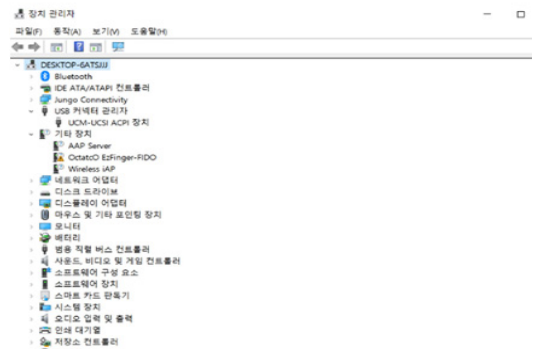 장치 관리자
파일(F) 동작(A) 보기(V) 도움말(H)
DESKTOP-6ATSJJJ
Bluetooth
IDE ATA/ATAPI 컨트롤러
Jungo Connectivity
USB 커넥터 관리자
UCM-UCSI ACPI 장치
기타 장치
AAP Server
OctatcO EzFinger-FIDO
Wireless iAP
네트워크 어댑터
디스크 드라이브
디스플레이 어댑터
마우스 및 기타 포인팅 장치
모니터
배터리
범용 직렬 버스 컨트롤러
사운드, 비디오 및 게임 컨트롤러
소프트웨어 구성 요소
소프트웨어 장치
스마트 카드 판독기
시스템 장치
오디오 입력 및 출력
인쇄 대기열
저장소 컨트롤러